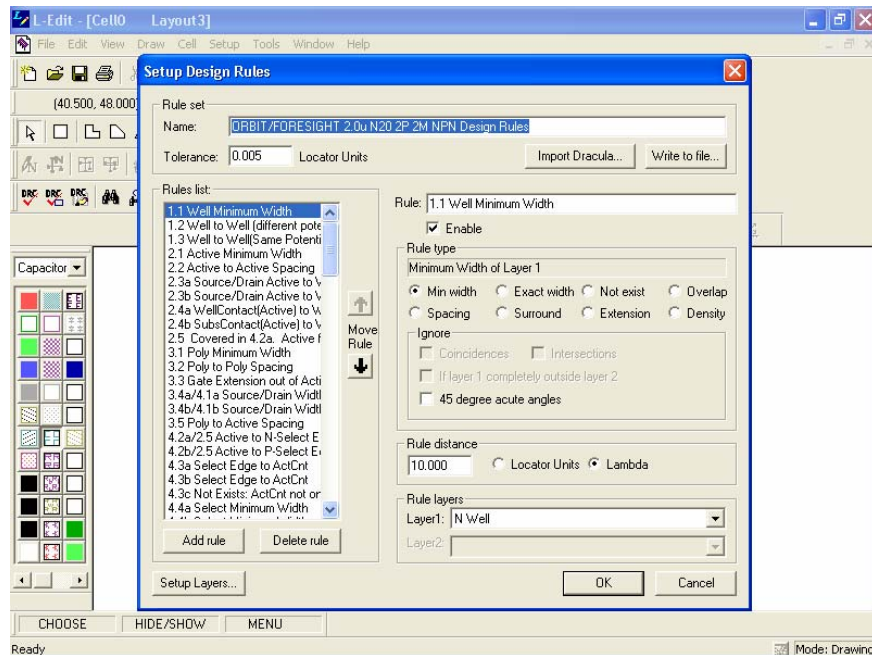 L-Edit - [Cell0 Layout3]
File Edit View Draw Cell Setup Tools Window Help
Setup Design Rules
(40.500, 48.000)
Rule set
Name: ORBIT/FORESIGHT 2.0u N20 2P 2M NPN Design Rules
Tolerance: 0.005 Locator Units Import Dracula... Write to file...
Rules list:
1.1 Well Minimum Width
1.2 Well to Well (different pote
1.3 Well to Well(Same Potenti
2.1 Active Minimum Width
2.2 Active to Active Spacing
2.3a Source/Drain Active to W
2.3b Source/Drain Active to W
2.4a WellContact(Active) to W
2.4b SubsContact(Active) to W
2.5 Covered in 4.2a. Active f
3.1 Poly Minimum Width
3.2 Poly to Poly Spacing
3.3 Gate Extension out of Acti
3.4a/4.1a Source/Drain Widtl
3.4b/4.1b Source/Drain Widtl
3.5 Poly to Active Spacing
4.2a/2.5 Active to N-Select E
4.2b/2.5 Active to P-Select E
4.3a Select Edge to ActCnt
4.3b Select Edge to ActCnt
4.3c Not Exists: ActCnt not or
4.4a Select Minimum Width
Add rule Delete rule
Move
Rule
Rule: 1.1 Well Minimum Width
Enable
Rule type
Minimum Width of Layer 1
Min width Exact width Not exist Overlap
Spacing Surround Extension Density
Ignore
Coincidences Intersections
If layer 1 completely outside layer 2
45 degree acute angles
Rule distance
10.000 Locator Units Lambda
Rule layers
Layer1: N Well
Layer2:
Setup Layers... OK Cancel
DRC DRC DRC
Capacitor
CHOOSE HIDE/SHOW MENU
Ready Mode: Drawing